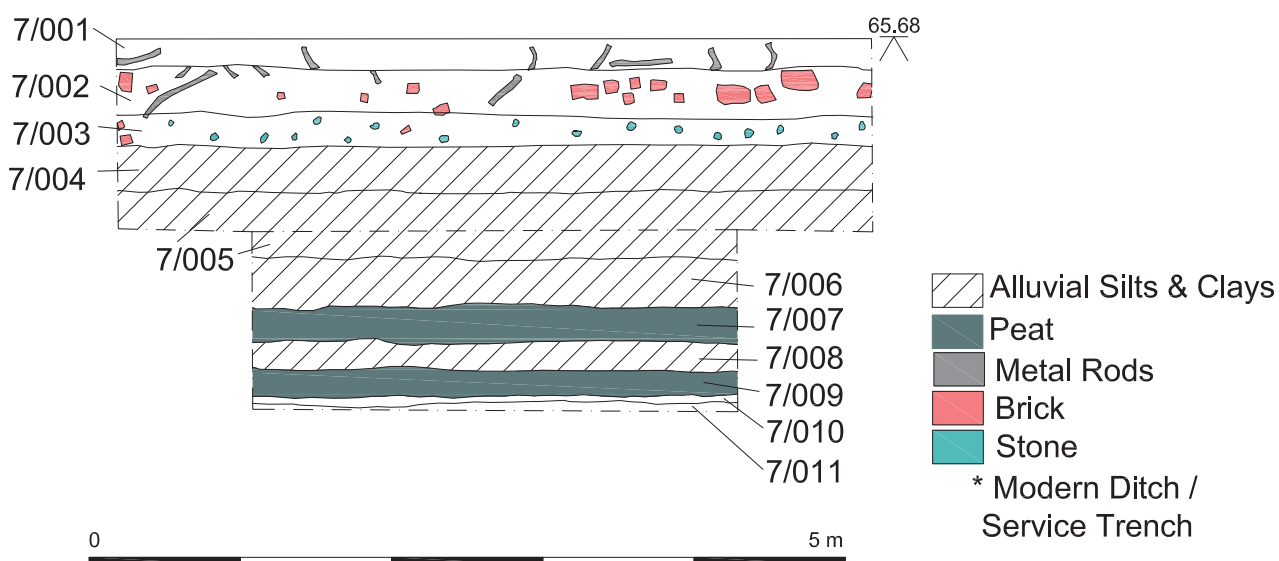 7/001
65.68
7/002
7/003
7/004
7/005
7/006
7/007
7/008
7/009
7/010
7/011
Alluvial Silts & Clays
Peat
Metal Rods
Brick
Stone
* Modern Ditch /
Service Trench
0
5 m